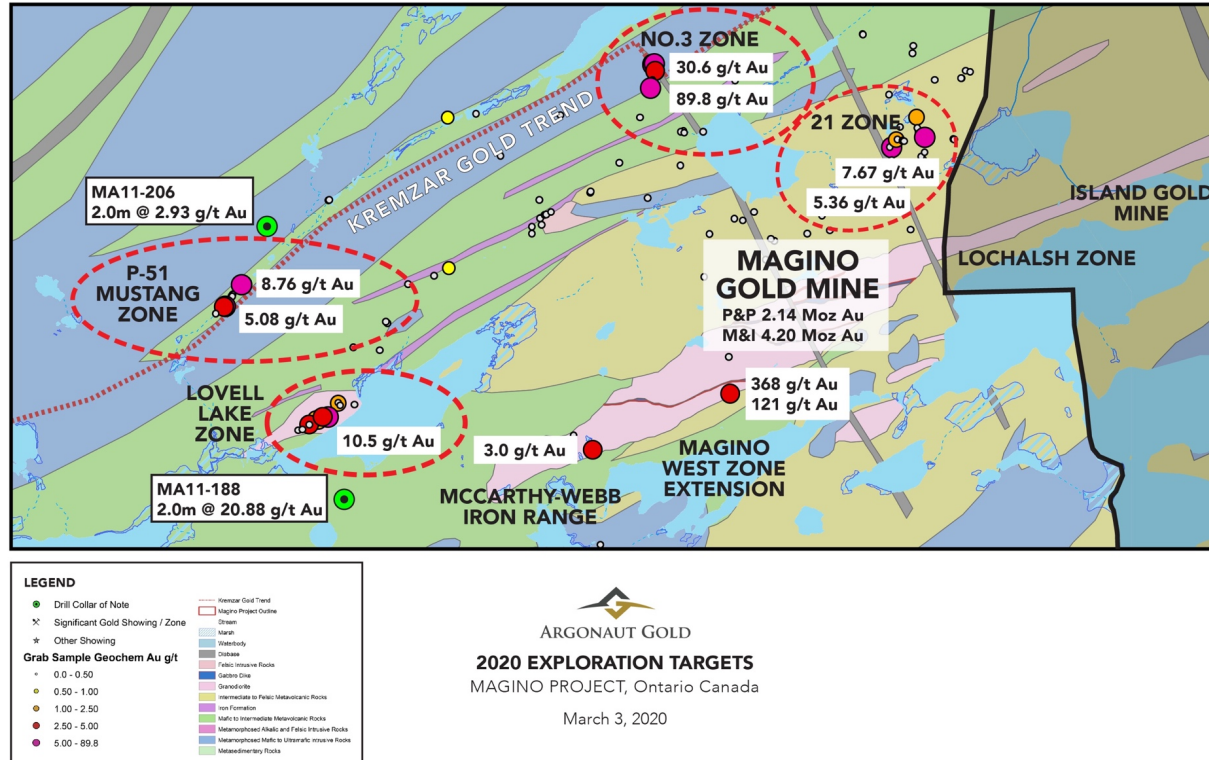 NO.3 ZONE
30.6 g/t Au
89.8 g/t Au
KREMZAR GOLD TREND
21 ZONE
7.67 g/t Au
5.36 g/t Au
MA11-206
2.0m @ 2.93 g/t Au
P-51
MUSTANG
ZONE
8.76 g/t Au
5.08 g/t Au
ISLAND GOLD
MINE
LOCHALSH ZONE
MAGINO
GOLD MINE
P&P 2.14 Moz Au
M&I 4.20 Moz Au
LOVELL
LAKE
ZONE
10.5 g/t Au
368 g/t Au
121 g/t Au
3.0 g/t Au
MAGINO
WEST ZONE
EXTENSION
MCCARTHY-WEBB
IRON RANGE
MA11-188
2.0m @ 20.88 g/t Au
LEGEND
Drill Collar of Note
Significant Gold Showing / Zone
Other Showing
Grab Sample Geochem Au g/t
0.0 - 0.50
0.50 - 1.00
1.00 - 2.50
2.50 - 5.00
5.00 - 89.8
Kremzar Gold Trend
Magino Project Outline
Stream
Marsh
Waterbody
Diabase
Felsic Intrusive Rocks
Gabbro Dike
Granodiorite
Intermediate to Felsic Metavolcanic Rocks
Iron Formation
Mafic to Intermediate Metavolcanic Rocks
Metamorphosed Alkalic and Felsic Intrusive Rocks
Metamorphosed Mafic to Ultramafic Intrusive Rocks
Metasedimentary Rocks
ARGONAUT GOLD
2020 EXPLORATION TARGETS
MAGINO PROJECT, Ontario Canada
March 3, 2020